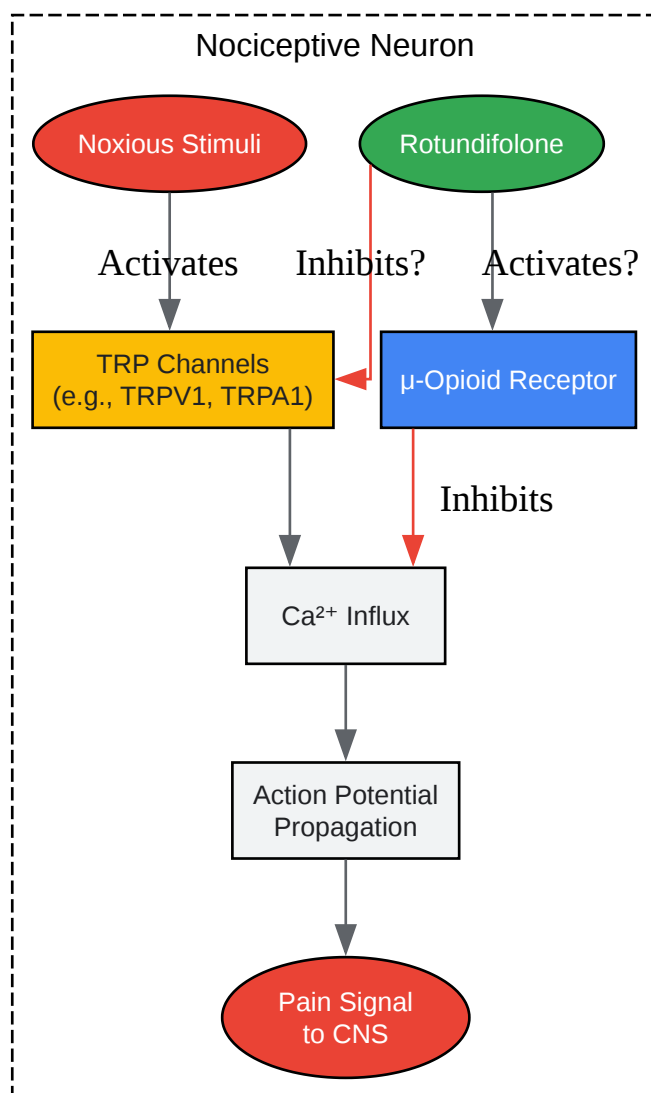 Nociceptive Neuron
Noxious Stimuli
Rotundifolone
Activates
Inhibits?
Activates?
TRP Channels
(e.g., TRPV1, TRPA1)
μ-Opioid Receptor
Inhibits
Ca²⁺ Influx
Action Potential
Propagation
Pain Signal
to CNS